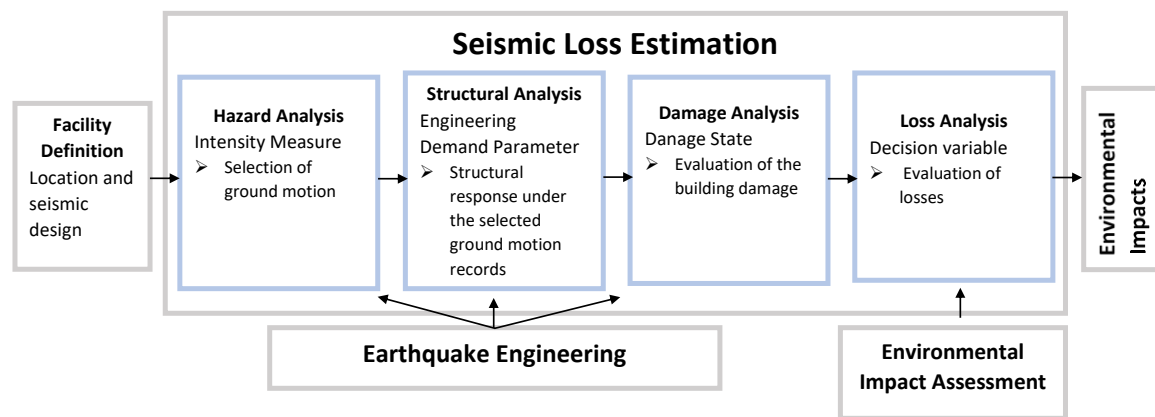 Seismic Loss Estimation
Facility
Definition
Location and
seismic
design
Hazard Analysis
Intensity Measure
➢ Selection of
ground motion
Structural Analysis
Engineering
Demand Parameter
➢ Structural
response under
the selected
ground motion
records
Damage Analysis
Danage State
➢ Evaluation of the
building damage
Loss Analysis
Decision variable
➢ Evaluation of
losses
Environmental
Impacts
Earthquake Engineering
Environmental
Impact Assessment